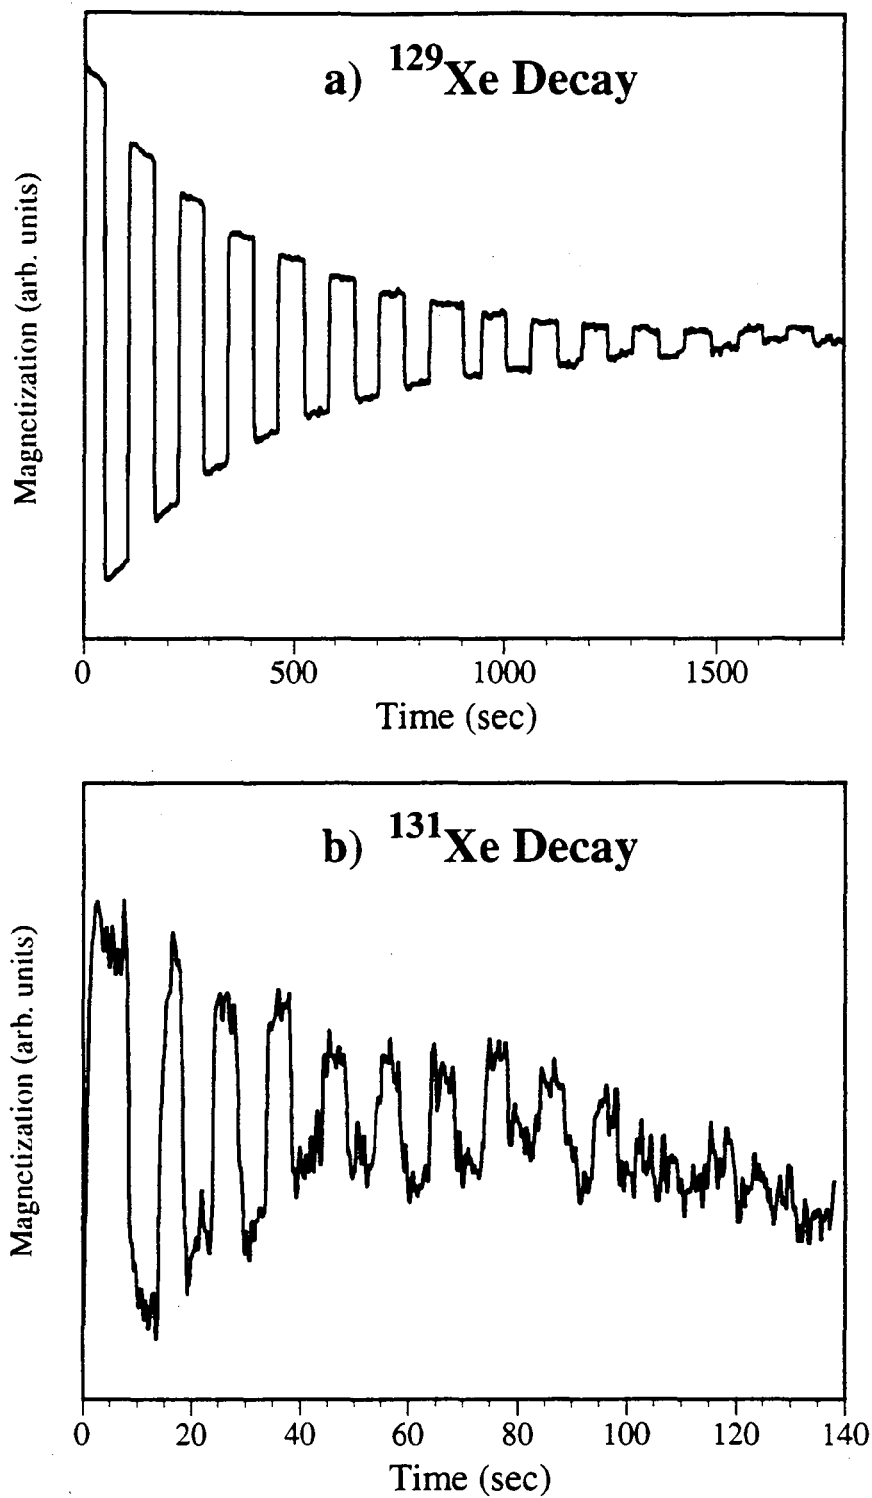 a) ¹²⁹Xe Decay
Magnetization (arb. units)
0 500 1000 1500
Time (sec)
b) ¹³¹Xe Decay
Magnetization (arb. units)
0 20 40 60 80 100 120 140
Time (sec)